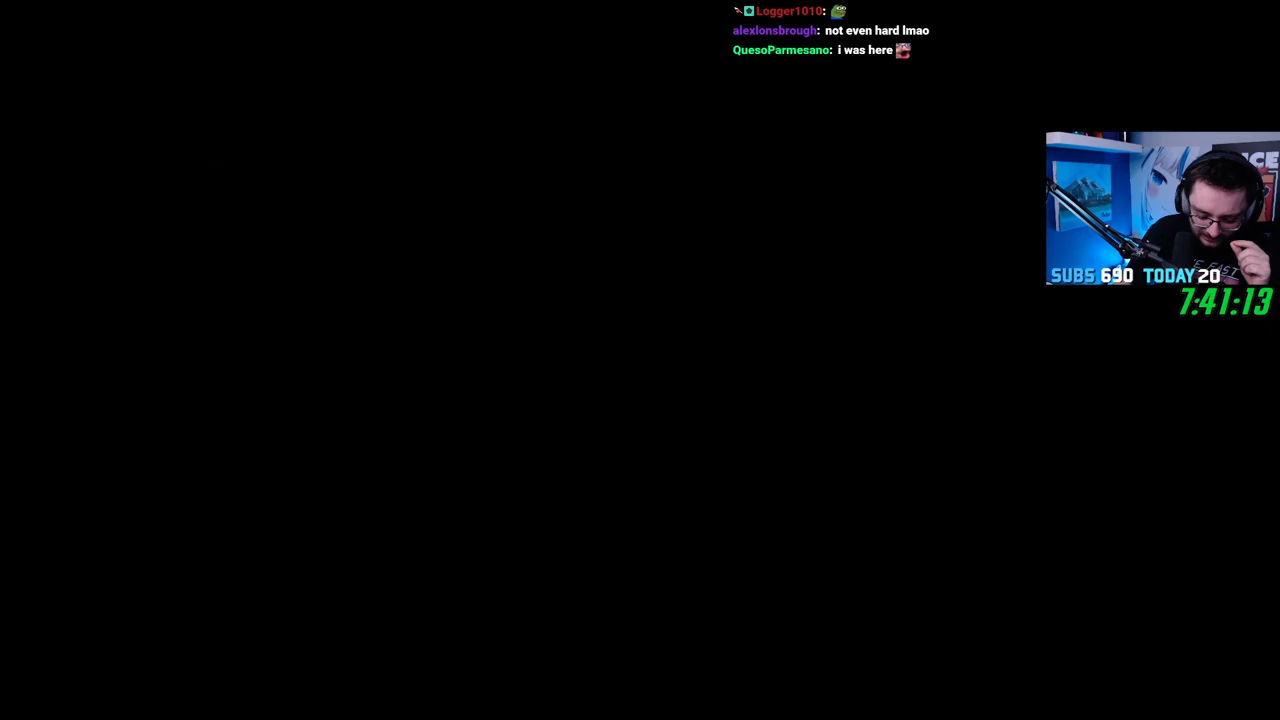 Logger1010:
alexlonsbrough: not even hard lmao
QuesoParmesano: i was here
SUBS 690 TODAY 20
7:41:13